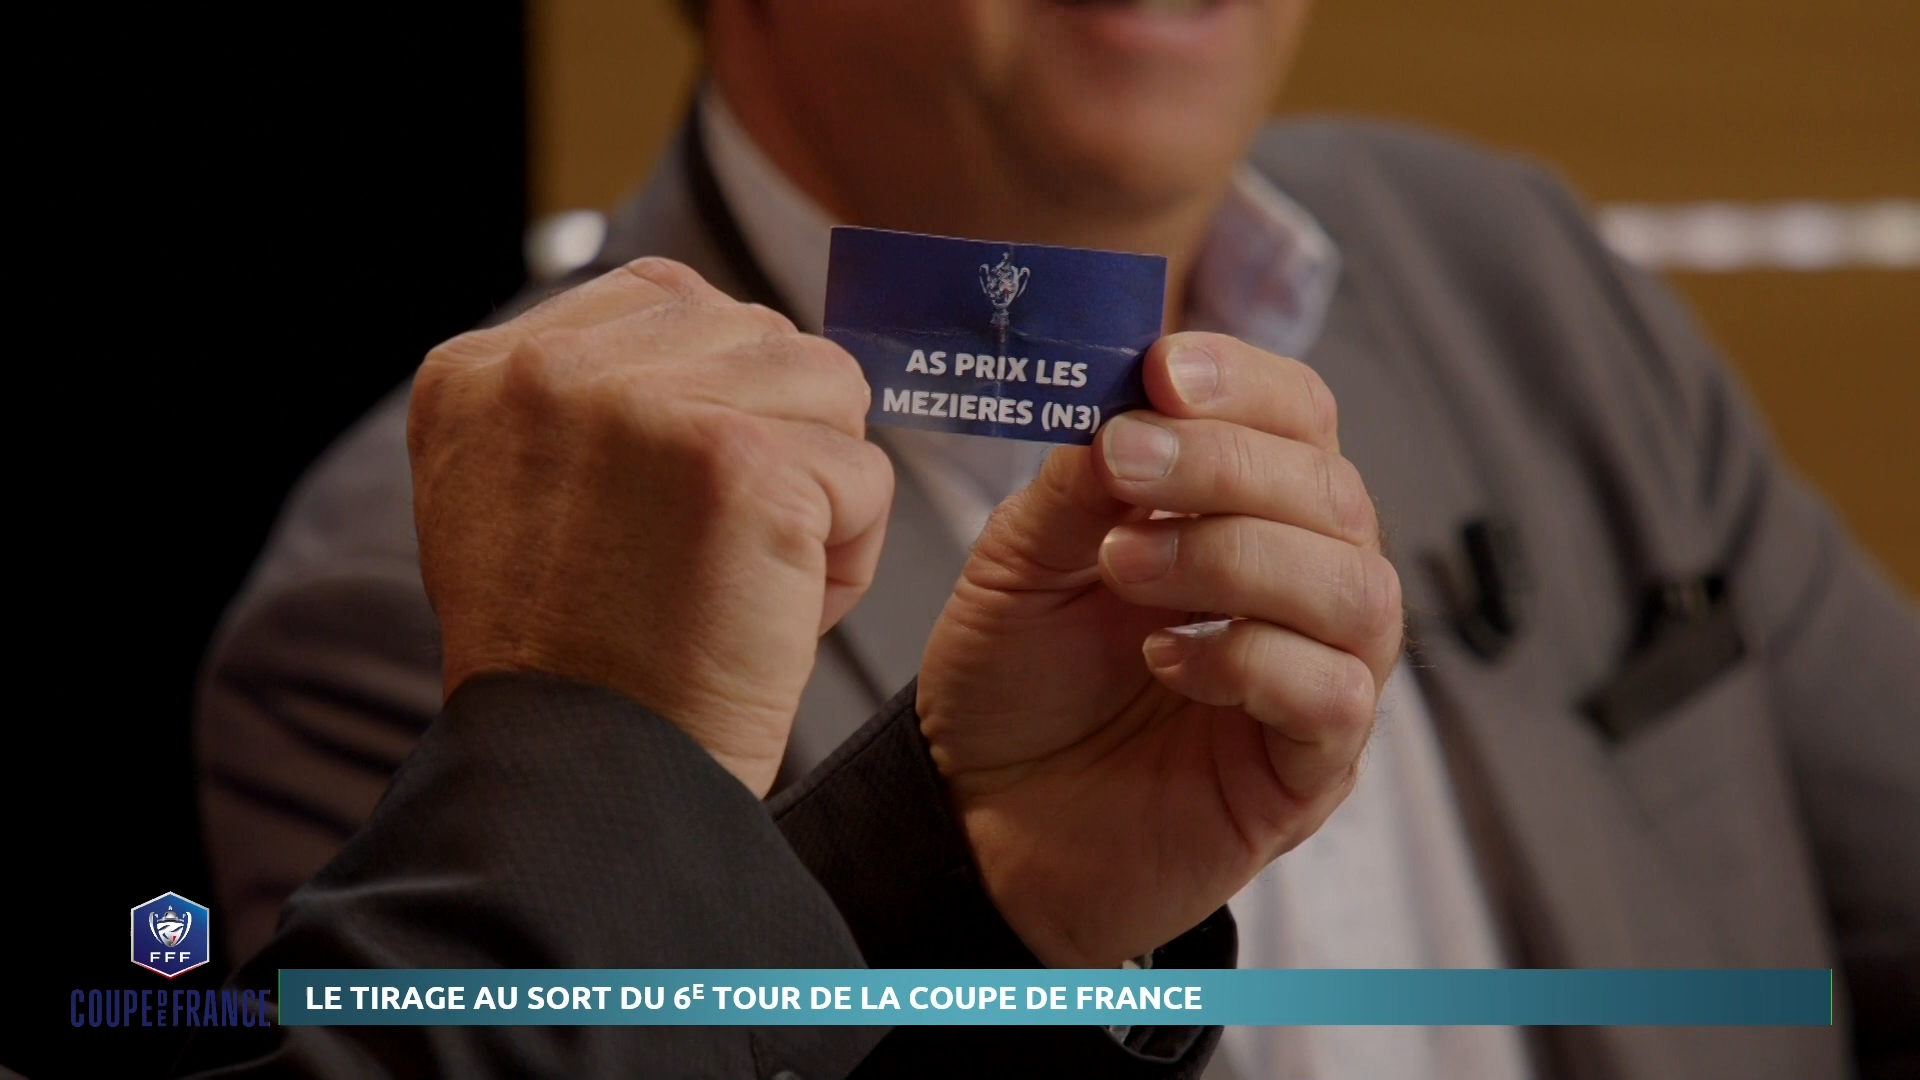 AS PRIX LES
MEZIERES (N3)
FFF
COUPE DE FRANCE
LE TIRAGE AU SORT DU 6E TOUR DE LA COUPE DE FRANCE